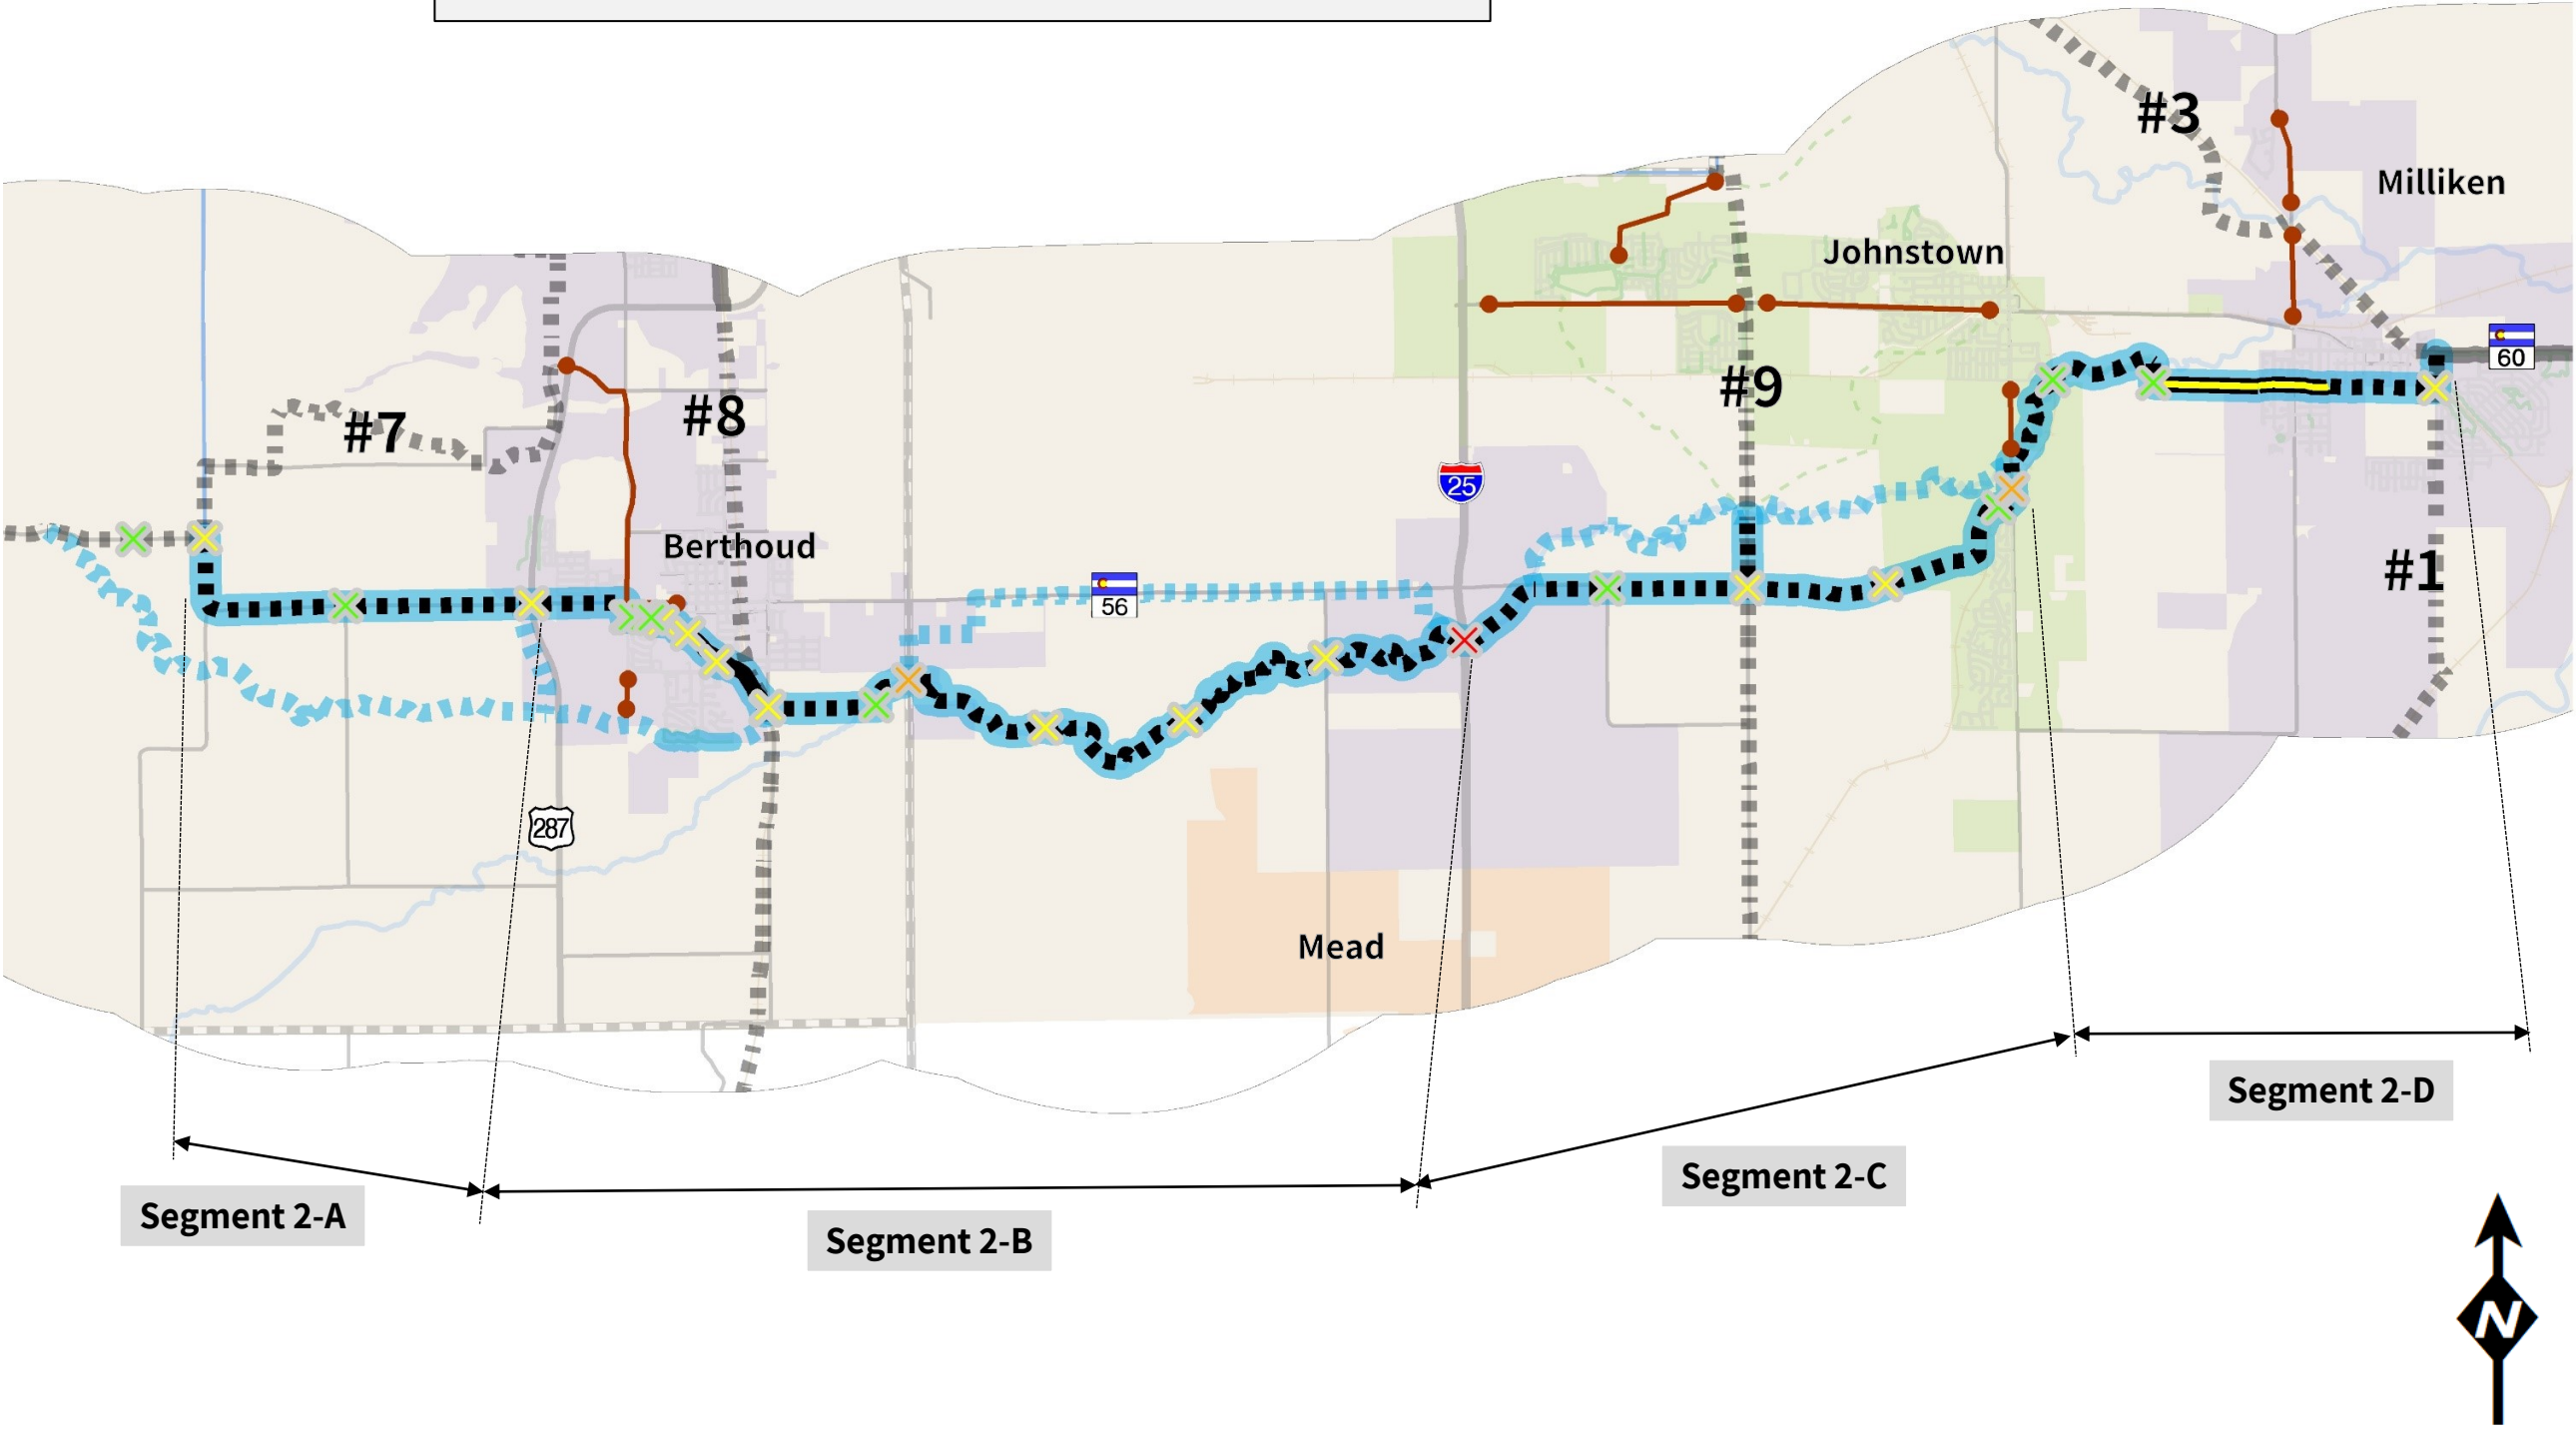 #3
Milliken
Johnstown
60
#9
#7
#8
25
Berthoud
56
#1
287
Mead
Segment 2-D
Segment 2-C
Segment 2-A
Segment 2-B
N